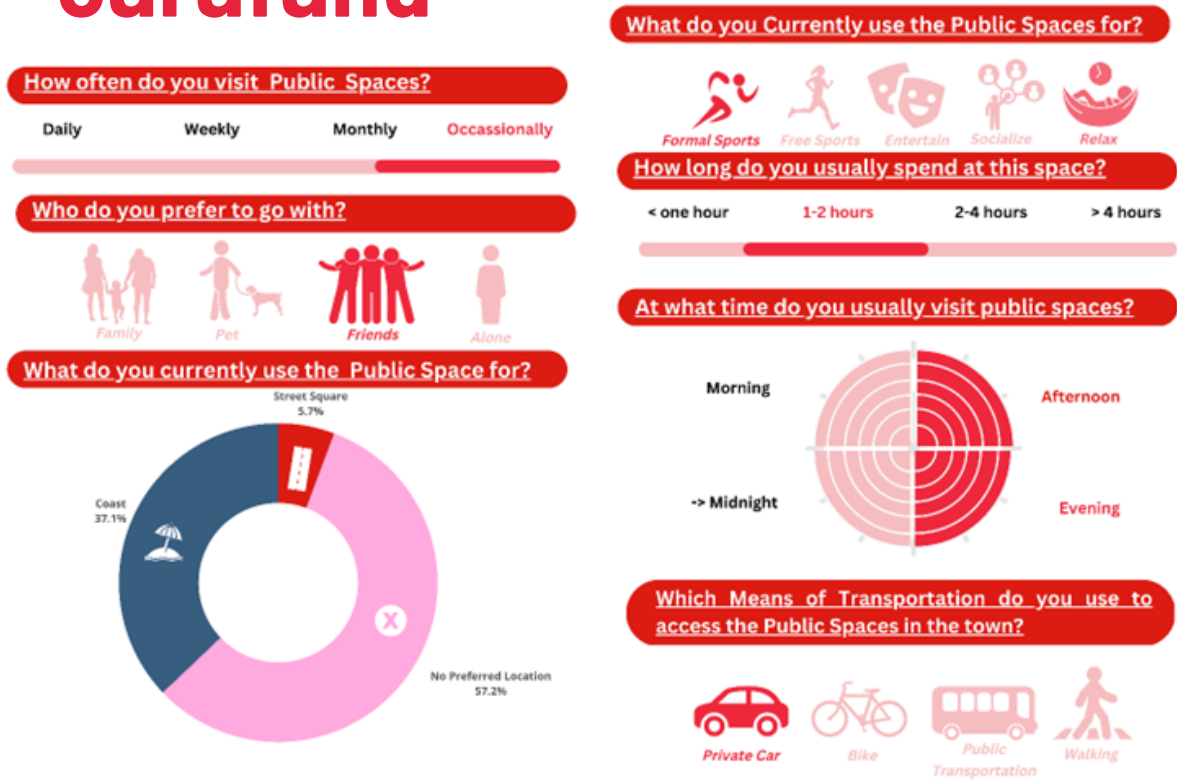 How often do you visit Public Spaces?
Daily Weekly Monthly Occassionally
Who do you prefer to go with?
Family Pet Friends Alone
What do you currently use the Public Space for?
Street Square
5.7%
Coast
37.1%
No Preferred Location
57.2%
What do you Currently use the Public Spaces for?
Formal Sports Free Sports Entertain Socialize Relax
How long do you usually spend at this space?
< one hour 1-2 hours 2-4 hours > 4 hours
At what time do you usually visit public spaces?
Morning Afternoon
-> Midnight Evening
Which Means of Transportation do you use to
access the Public Spaces in the town?
Private Car Bike Public Walking
Transportation